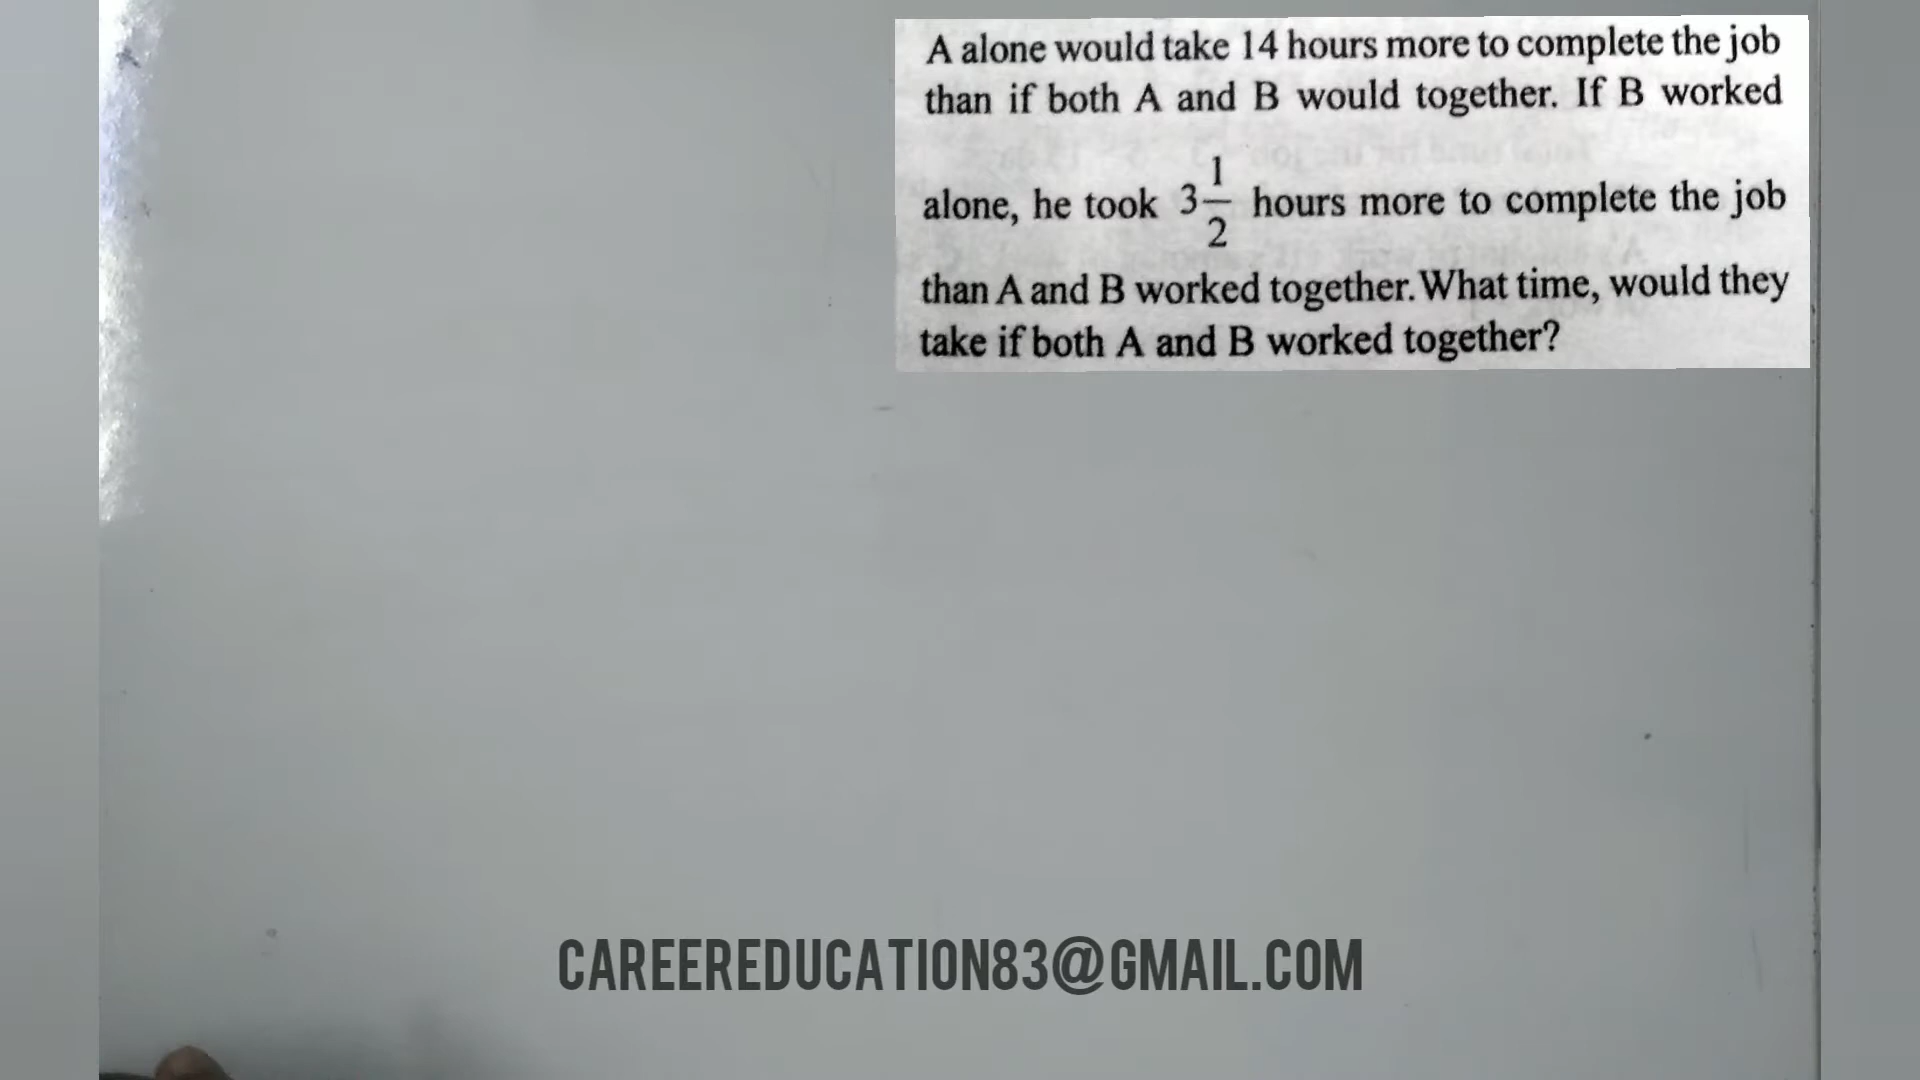 A alone would take 14 hours more to complete the job
than if both A and B would together. If B worked
alone, he took 3 1/2 hours more to complete the job
than A and B worked together. What time, would they
take if both A and B worked together?
CAREEREDUCATION83@GMAIL.COM